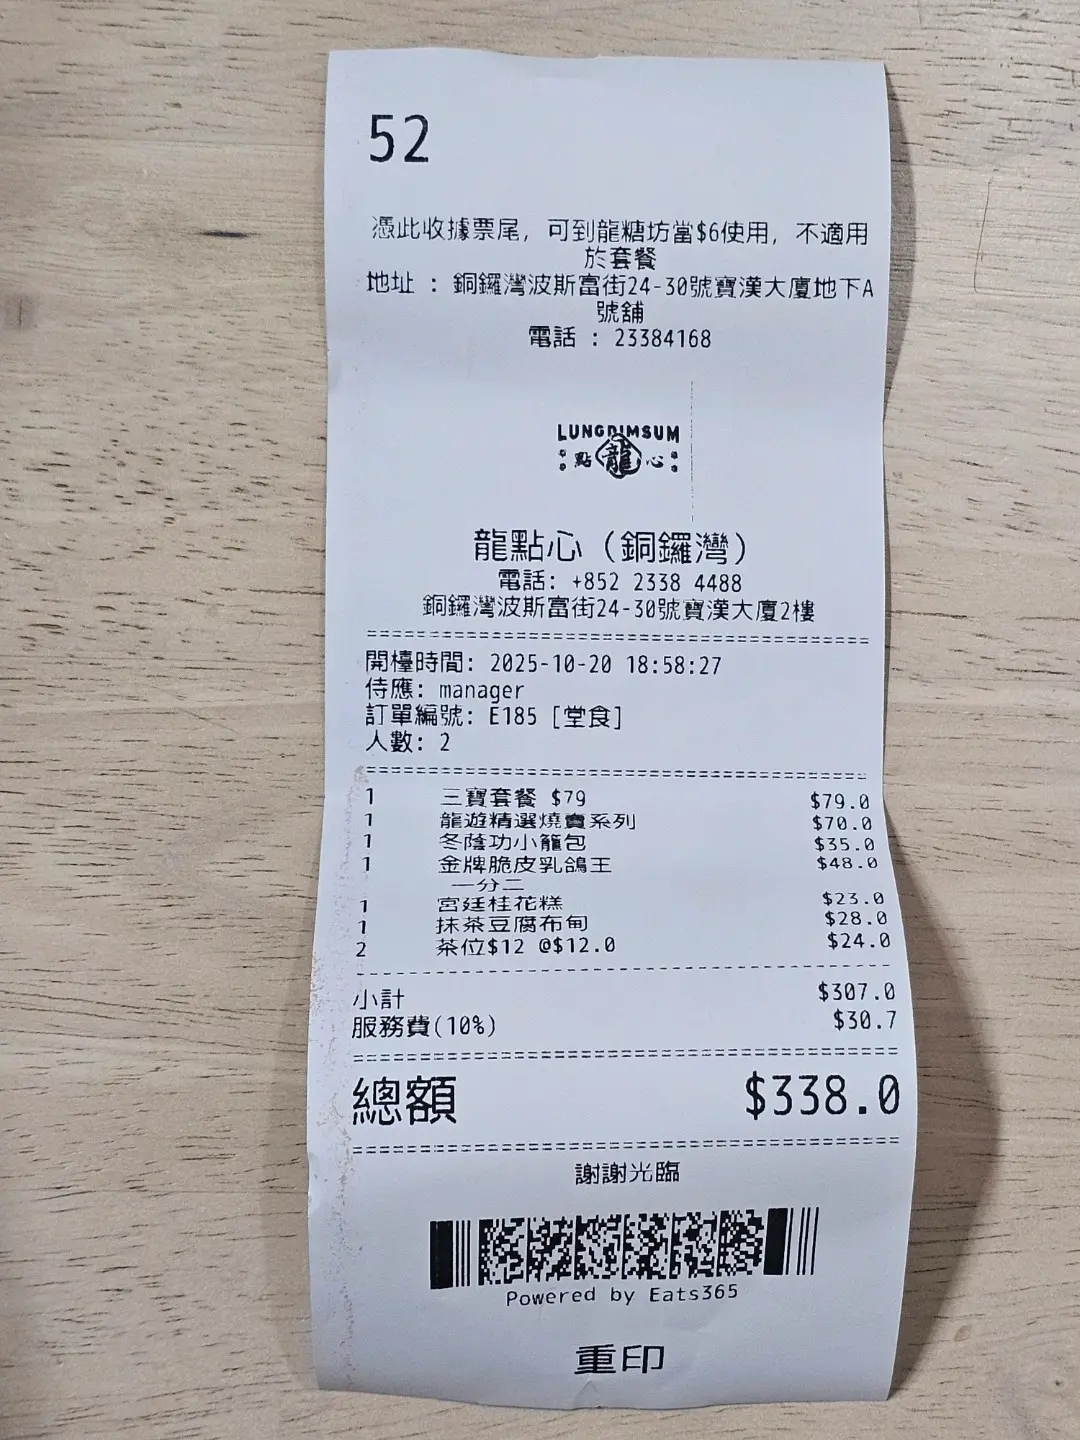 52
憑此收據票尾, 可到龍糖坊當$6使用, 不適用
於套餐
地址 : 銅鑼灣波斯富街24-30號寶漢大廈地下A
號舖
電話 : 23384168
LUNGDIMSUM
點龍心
龍點心 (銅鑼灣)
電話: +852 2338 4488
銅鑼灣波斯富街24-30號寶漢大廈2樓
開檯時間: 2025-10-20 18:58:27
侍應: manager
訂單編號: E185 [堂食]
人數: 2
1 三寶套餐 $79 $79.0
1 龍遊精選燒賣系列 $70.0
1 冬蔭功小籠包 $35.0
1 金牌脆皮乳鴿王 $48.0
一分二
1 宮廷桂花糕 $23.0
1 抹茶豆腐布甸 $28.0
2 茶位$12 @$12.0 $24.0
小計 $307.0
服務費(10%) $30.7
總額 $338.0
謝謝光臨
Powered by Eats365
重印